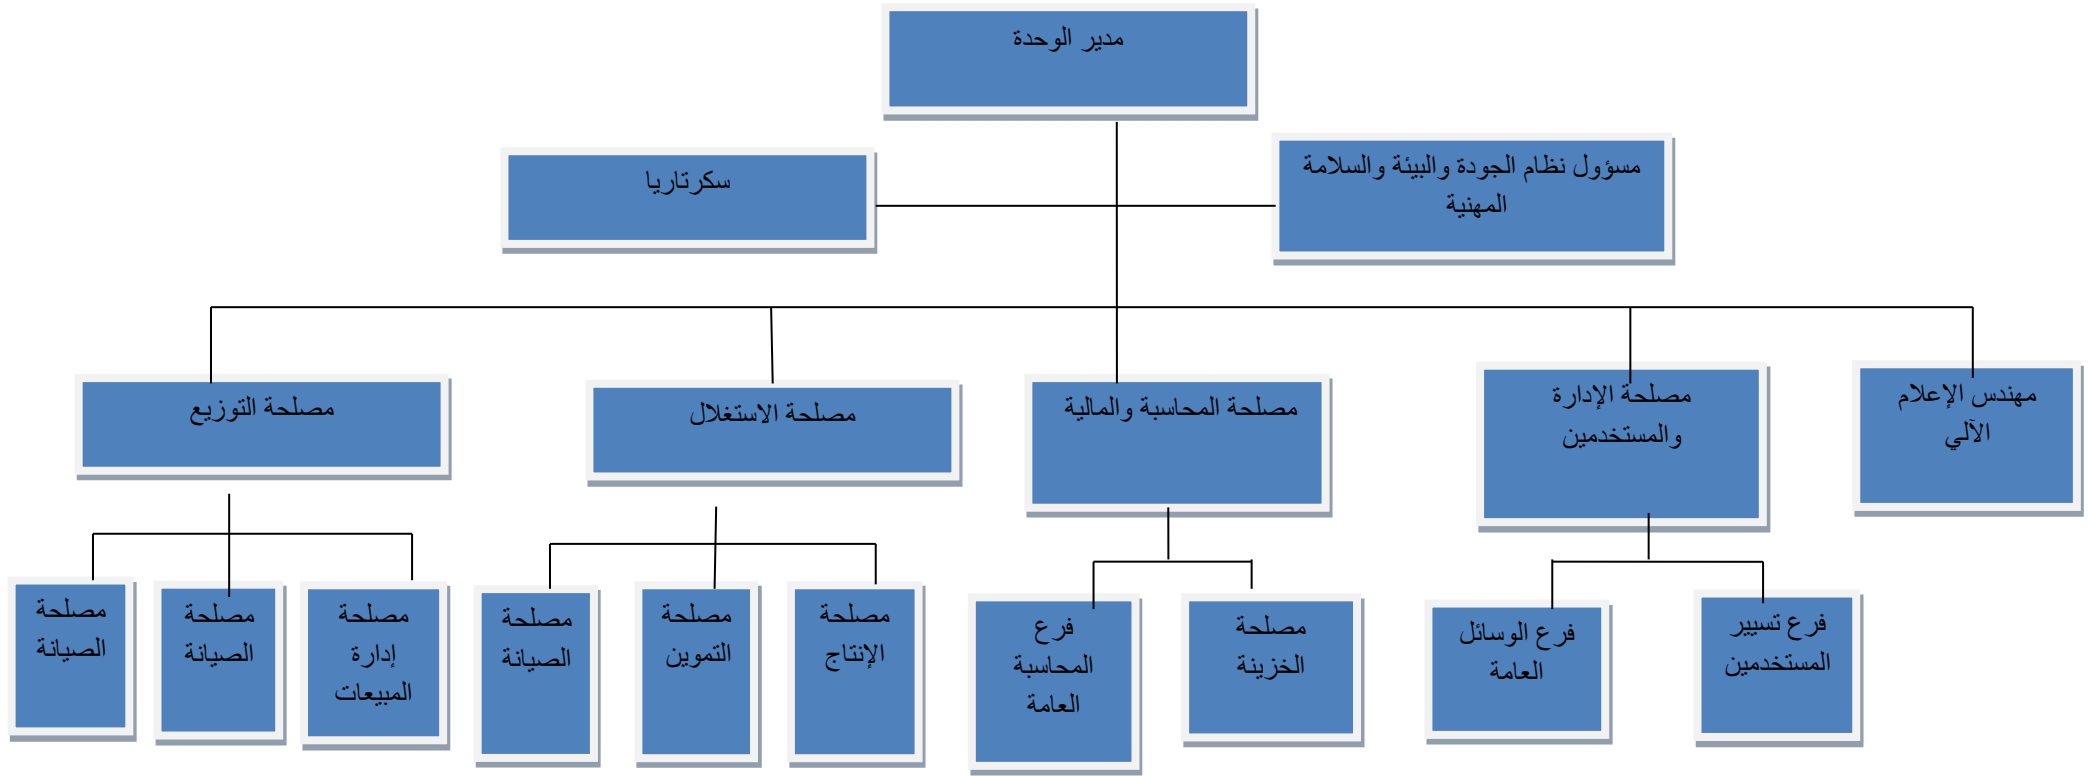 مدير الوحدة
مسؤول نظام الجودة والبيئة والسلامة
المهنية
سكرتاريا
مهندس الإعلام
الآلي
مصلحة الإدارة
والمستخدمين
مصلحة المحاسبة والمالية
مصلحة الاستغلال
مصلحة التوزيع
فرع تسيير
المستخدمين
فرع الوسائل
العامة
مصلحة
الخزينة
فرع
المحاسبة
العامة
مصلحة
الإنتاج
مصلحة
التموين
مصلحة
الصيانة
مصلحة
إدارة
المبيعات
مصلحة
الصيانة
مصلحة
الصيانة